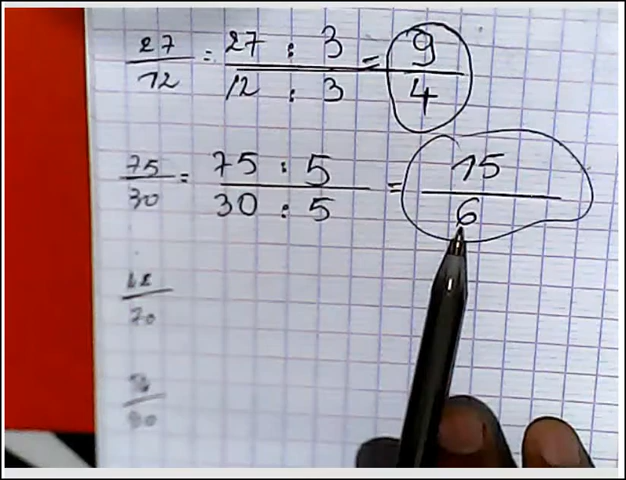 27/12 = 27 : 3 / 12 : 3 = 9/4
75/30 = 75 : 5 / 30 : 5 = 15/6